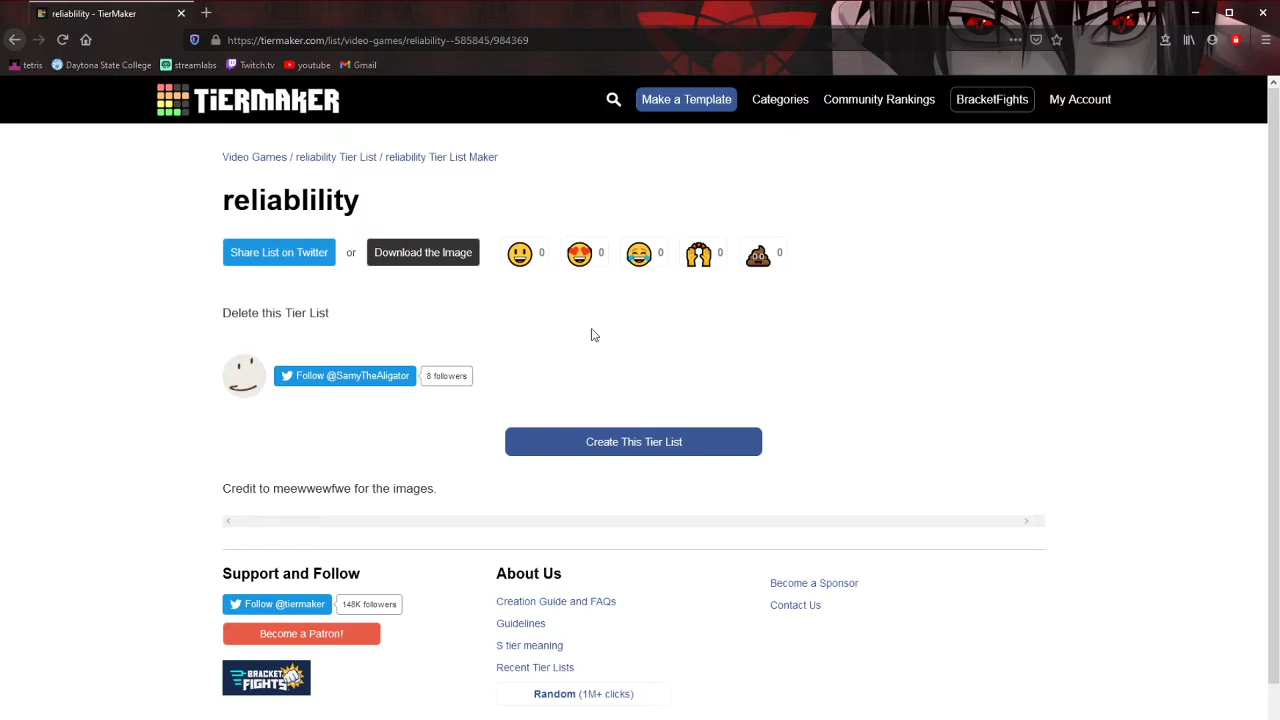 reliablility - TierMaker
https://tiermaker.com/list/video-games/reliability--585845/984369
tetris Daytona State College streamlabs Twitch.tv youtube Gmail
TiERMAKER
Make a Template Categories Community Rankings BracketFights My Account
Video Games / reliability Tier List / reliability Tier List Maker
reliablility
Share List on Twitter or Download the Image 0 0 0 0 0
Delete this Tier List
Follow @SamyTheAligator 8 followers
Create This Tier List
Credit to meewwewfwe for the images.
Support and Follow
Follow @tiermaker 148K followers
Become a Patron!
BRACKET
FIGHTS
About Us
Creation Guide and FAQs
Guidelines
S tier meaning
Recent Tier Lists
Random (1M+ clicks)
Become a Sponsor
Contact Us